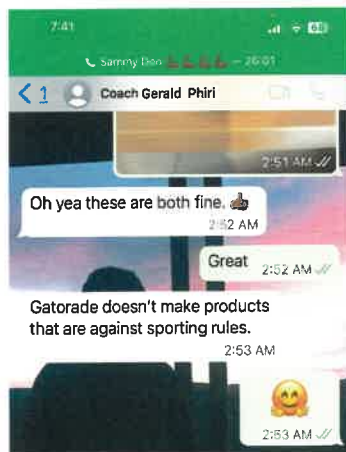 7:41
Sammy Don – 26:01
1 Coach Gerald Phiri
2:51 AM
Oh yea these are both fine.
2:52 AM
Great 2:52 AM
Gatorade doesn't make products
that are against sporting rules.
2:53 AM
2:53 AM